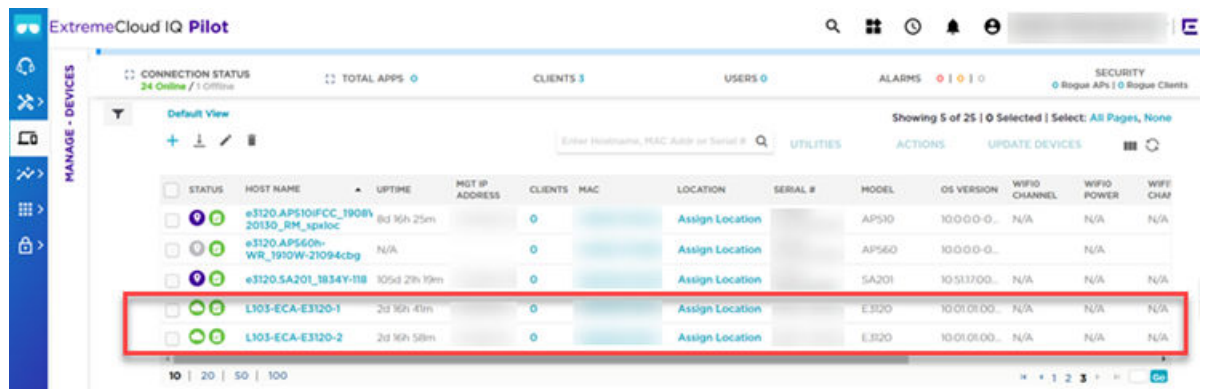 ExtremeCloud IQ Pilot
MANAGE - DEVICES
CONNECTION STATUS
24 Online / 1 Offline
TOTAL APPS 0
CLIENTS 3
USERS 0
ALARMS 0 | 0 | 0
SECURITY
0 Rogue APs | 0 Rogue Clients
Default View
Showing 5 of 25 | 0 Selected | Select: All Pages, None
Enter Hostname, MAC Addr or Serial #
UTILITIES ACTIONS UPDATE DEVICES
STATUS HOST NAME UPTIME MGT IP ADDRESS CLIENTS MAC LOCATION SERIAL # MODEL OS VERSION WIFI0 CHANNEL WIFI0 POWER
e3120.AP510iFCC_1908Y 8d 16h 25m 0 Assign Location AP510 10.0.0.0-0... N/A N/A N/A
20130_RM_spxloc
e3120.AP560h- N/A 0 Assign Location AP560 10.0.0.0-0... N/A
WR_1910W-21094cbg
e3120.SA201_1834Y-118 105d 21h 19m 0 Assign Location SA201 10.51.17.00... N/A N/A N/A
L103-ECA-E3120-1 2d 16h 41m 0 Assign Location E3120 10.01.01.00... N/A N/A N/A
L103-ECA-E3120-2 2d 16h 58m 0 Assign Location E3120 10.01.01.00... N/A N/A N/A
10 | 20 | 50 | 100
1 2 3 Go